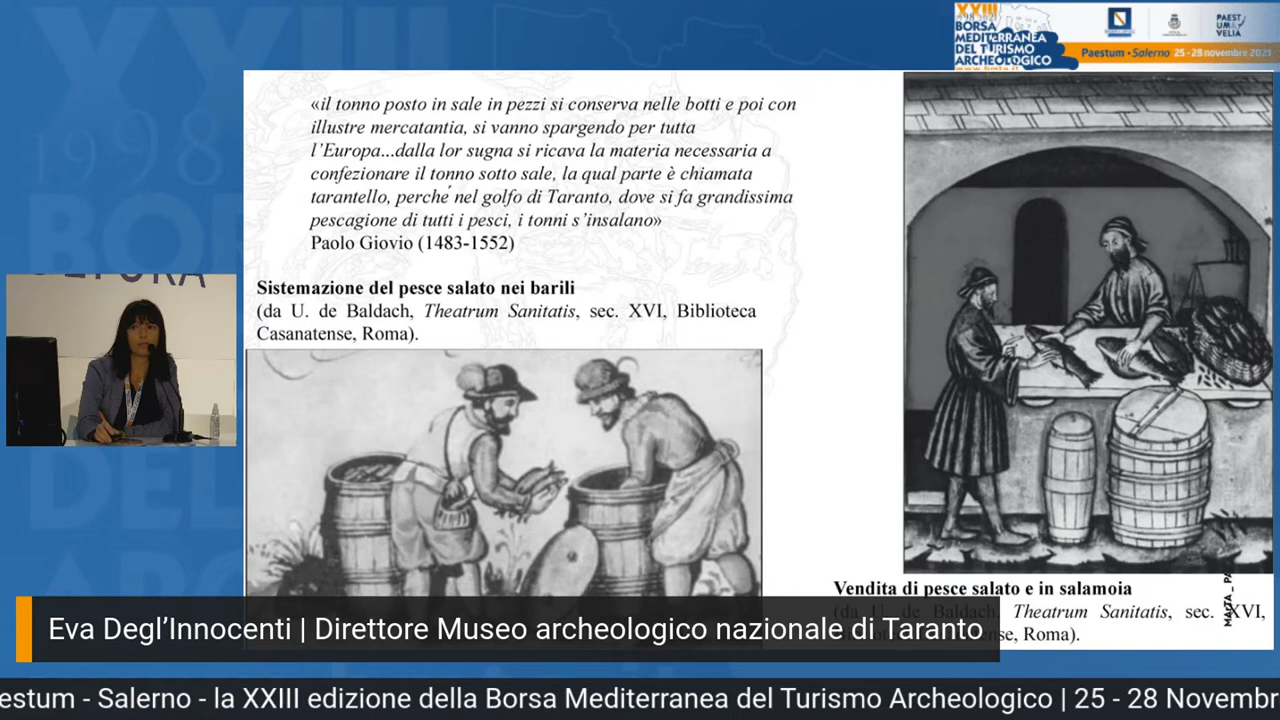 XXIII
BORSA
MEDITERRANEA
DEL TURISMO
ARCHEOLOGICO
PAEST
UM&
VELIA
Paestum • Salerno 25-28 novembre 2021
«il tonno posto in sale in pezzi si conserva nelle botti e poi con
illustre mercatantia, si vanno spargendo per tutta
l'Europa...dalla lor sugna si ricava la materia necessaria a
confezionare il tonno sotto sale, la qual parte è chiamata
tarantello, perché nel golfo di Taranto, dove si fa grandissima
pescagione di tutti i pesci, i tonni s'insalano»
Paolo Giovio (1483-1552)
Sistemazione del pesce salato nei barili
(da U. de Baldach, Theatrum Sanitatis, sec. XVI, Biblioteca
Casanatense, Roma).
Vendita di pesce salato e in salamoia
(da U. de Baldach, Theatrum Sanitatis, sec. XVI,
Eva Degl'Innocenti | Direttore Museo archeologico nazionale di Taranto
se, Roma).
aestum - Salerno - la XXIII edizione della Borsa Mediterranea del Turismo Archeologico | 25 - 28 Novembr